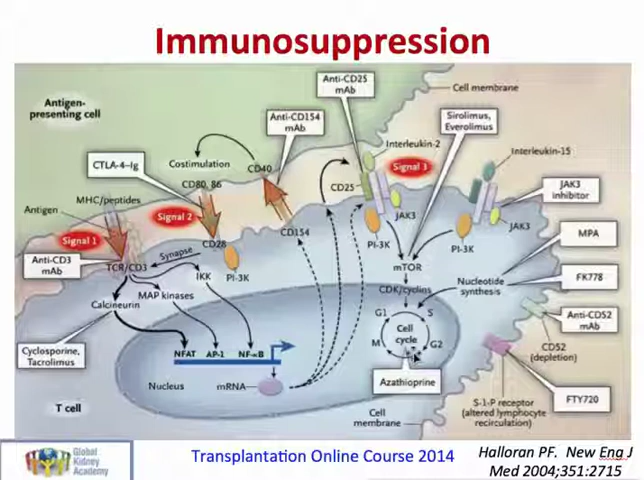 Immunosuppression
Antigen-
presenting cell
Anti-CD25
mAb
Cell membrane
Anti-CD154
mAb
Sirolimus,
Everolimus
Interleukin-2
Interleukin-15
CTLA-4-Ig
Costimulation
CD40
Signal 3
CD80, 86
CD25
JAK3
inhibitor
MHC/peptides
Antigen
Signal 2
JAK3
JAK3
Signal 1
CD154
PI-3K
PI-3K
MPA
CD28
Synapse
Anti-CD3
mAb
TCR/CD3
IKK
PI-3K
mTOR
Nucleotide
synthesis
FK778
MAP kinases
CDK/cyclins
Calcineurin
G1
S
Anti-CD52
mAb
Cell
cycle
M
G2
CD52
(depletion)
Cyclosporine,
Tacrolimus
NFAT
AP-1
NF-κB
Azathioprine
Nucleus
mRNA
FTY720
T cell
Cell
membrane
S-1-P receptor
(altered lymphocyte
recirculation)
Global
Kidney
Academy
Transplantation Online Course 2014
Halloran PF. New Eng J
Med 2004;351:2715